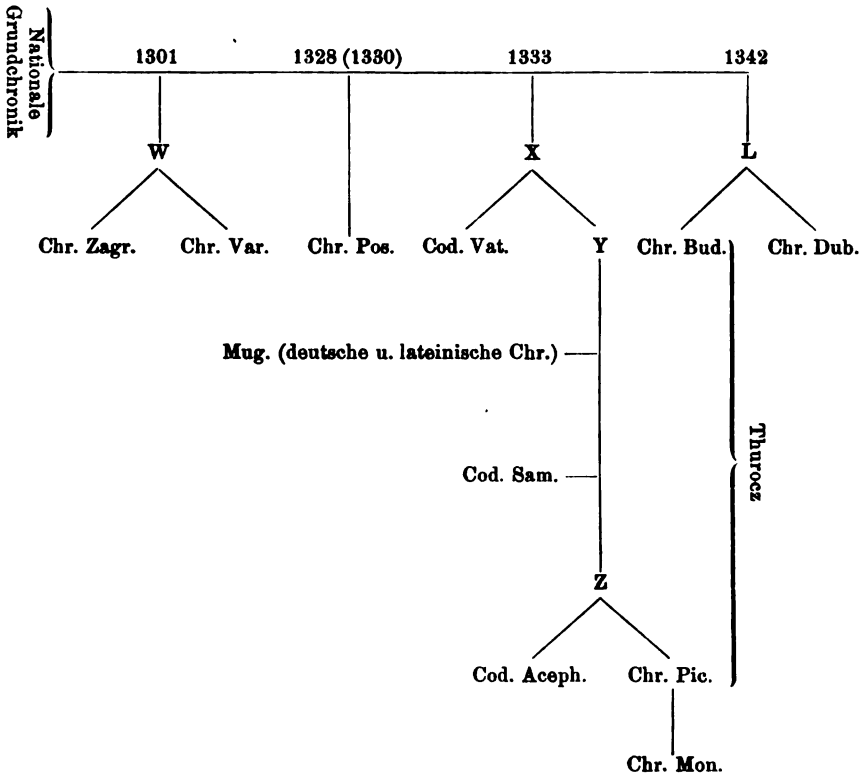 Nationale
Grundchronik
1301
1328 (1330)
1333
1342
W
X
L
Chr. Zagr.
Chr. Var.
Chr. Pos.
Cod. Vat.
Y
Chr. Bud.
Chr. Dub.
Mug. (deutsche u. lateinische Chr.)
Cod. Sam.
Thurocz
Z
Cod. Aceph.
Chr. Pic.
Chr. Mon.